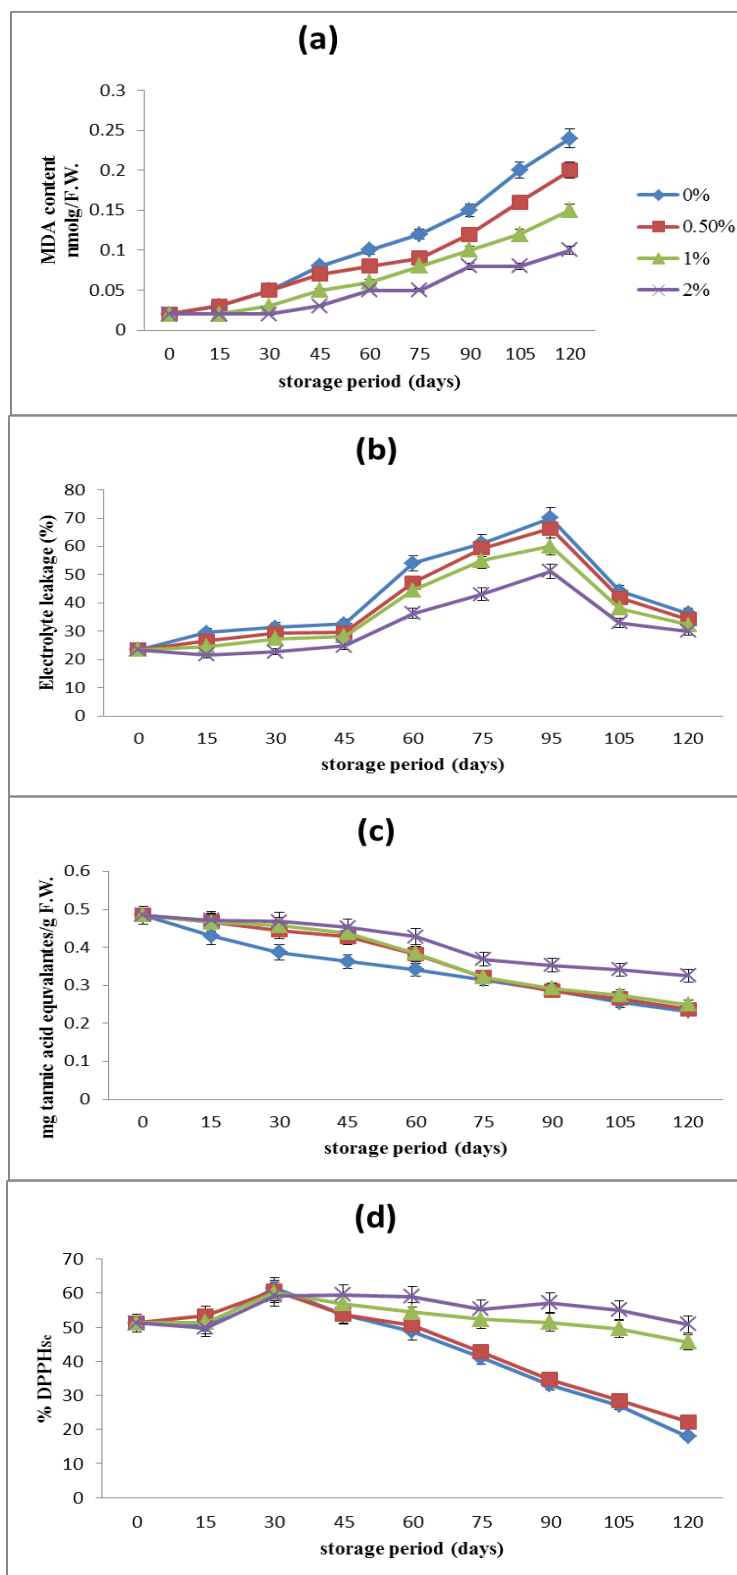 (a)
0.3
0.25
0.2
0.15
0.1
0.05
0
MDA content
nmolg/F.W.
0 15 30 45 60 75 90 105 120
storage period (days)
0%
0.50%
1%
2%
(b)
80
70
60
50
40
30
20
10
0
Electrolyte leakage (%)
0 15 30 45 60 75 95 105 120
storage period (days)
(c)
0.6
0.5
0.4
0.3
0.2
0.1
0
mg tannic acid equvalantes/g F.W.
0 15 30 45 60 75 90 105 120
storage period (days)
(d)
70
60
50
40
30
20
10
0
% DPPHsc
0 15 30 45 60 75 90 105 120
storage period (days)